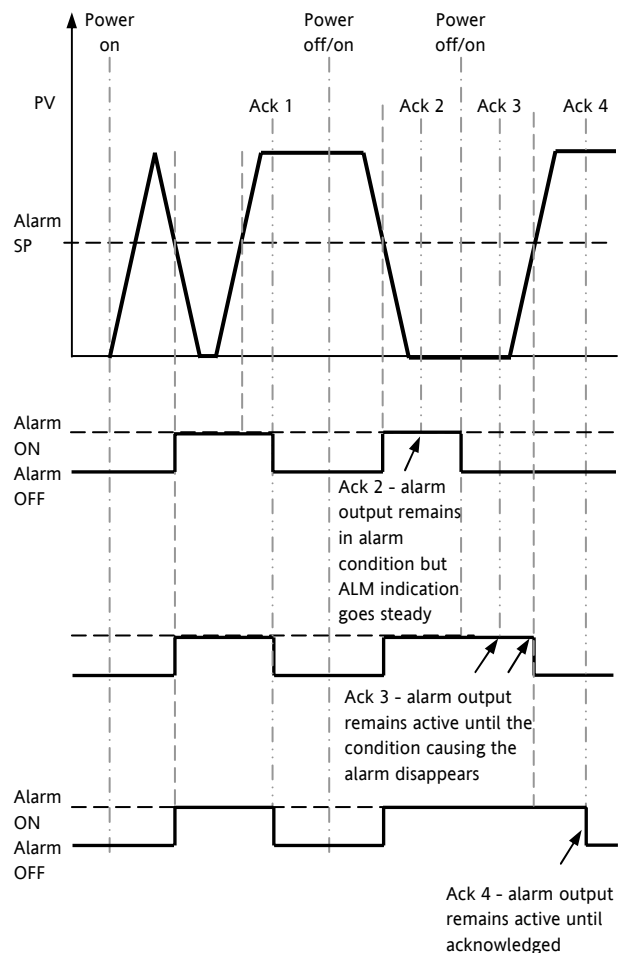 Power
on
Power
off/on
Power
off/on
PV
Ack 1
Ack 2
Ack 3
Ack 4
Alarm
SP
Alarm
ON
Alarm
OFF
Ack 2 - alarm
output remains
in alarm
condition but
ALM indication
goes steady
Ack 3 - alarm output
remains active until the
condition causing the
alarm disappears
Alarm
ON
Alarm
OFF
Ack 4 - alarm output
remains active until
acknowledged